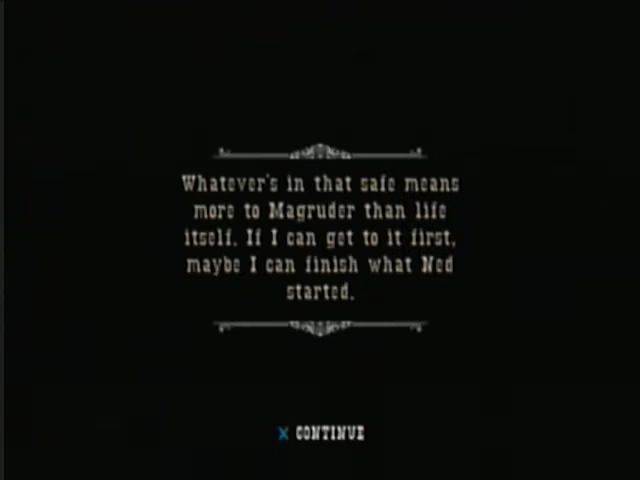 Whatever's in that safe means
more to Magruder than life
itself. If I can get to it first,
maybe I can finish what Ned
started.
X CONTINUE